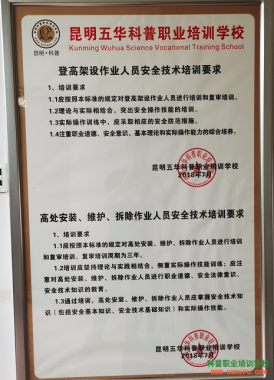 昆明五华科普职业培训学校
Kunming Wuhua Science Vocational Training School
昆明·科普
登高架设作业人员安全技术培训要求
1、培训要求
1.1应按照本标准的规定对登高架设作业人员进行培训和复审培训。
1.2理论与实际相结合，突出安全操作技能的培训。
1.3实际操作训练中，应采取相应的安全防范措施。
1.4注重职业道德、安全意识、基本理论和实际操作能力的综合培养。
昆明五华科普职业培训学校
2018年7月
高处安装、维护、拆除作业人员安全技术培训要求
1、培训要求
1.1应按照本标准的规定对高处安装、维护、拆除作业人员进行培训
和复审培训，复审培训周期为三年。
1.2培训应坚持理论与实践相结合，侧重实际操作技能训练；应注
意对高处安装、维护、拆除作业人员进行职业道德、安全法律意识、
安全技术知识的教育。
1.3通过培训，高处安装、维护、拆除作业人员应掌握安全技术知
识（包括安全基本知识、安全技术基础知识）和实际操作技能。
昆明五华科普职业培训学校
2018年7月
科普职业培训学校